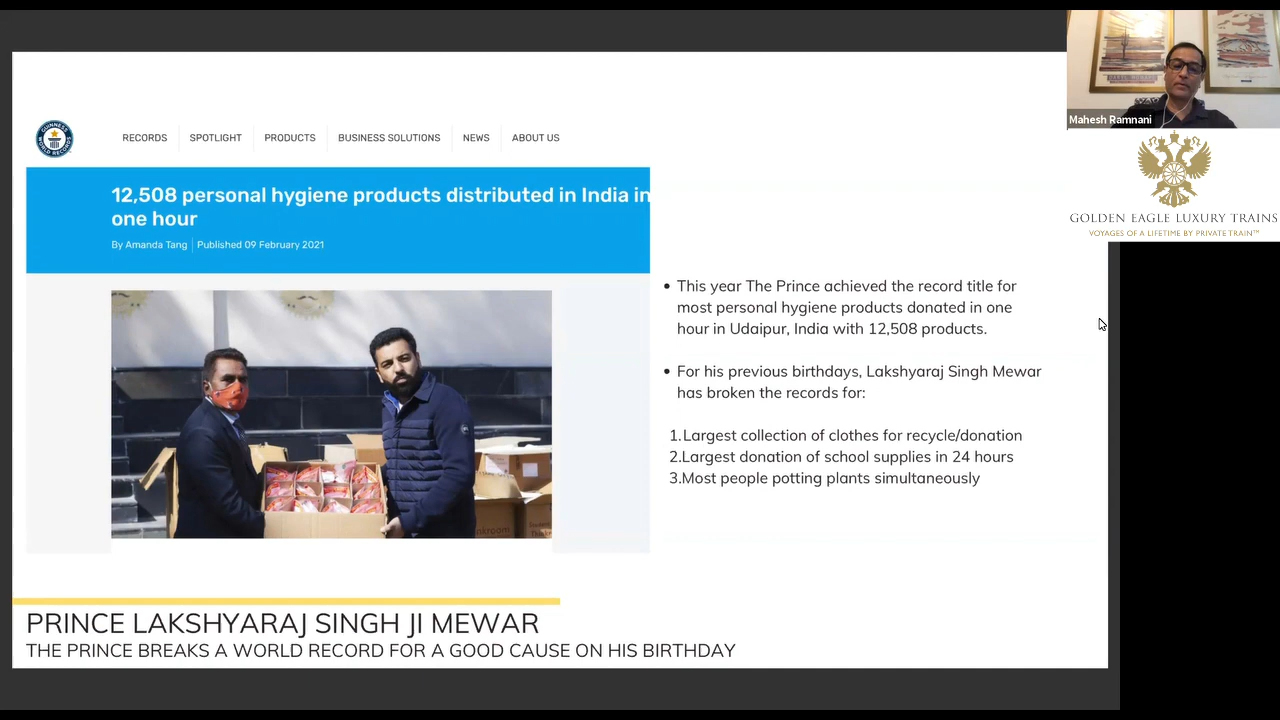 RECORDS SPOTLIGHT PRODUCTS BUSINESS SOLUTIONS NEWS ABOUT US
12,508 personal hygiene products distributed in India in
one hour
By Amanda Tang | Published 09 February 2021
• This year The Prince achieved the record title for
most personal hygiene products donated in one
hour in Udaipur, India with 12,508 products.
• For his previous birthdays, Lakshyaraj Singh Mewar
has broken the records for:
1.Largest collection of clothes for recycle/donation
2.Largest donation of school supplies in 24 hours
3.Most people potting plants simultaneously
PRINCE LAKSHYARAJ SINGH JI MEWAR
THE PRINCE BREAKS A WORLD RECORD FOR A GOOD CAUSE ON HIS BIRTHDAY
Mahesh Ramnani
GOLDEN EAGLE LUXURY TRAINS
VOYAGES OF A LIFETIME BY PRIVATE TRAIN™